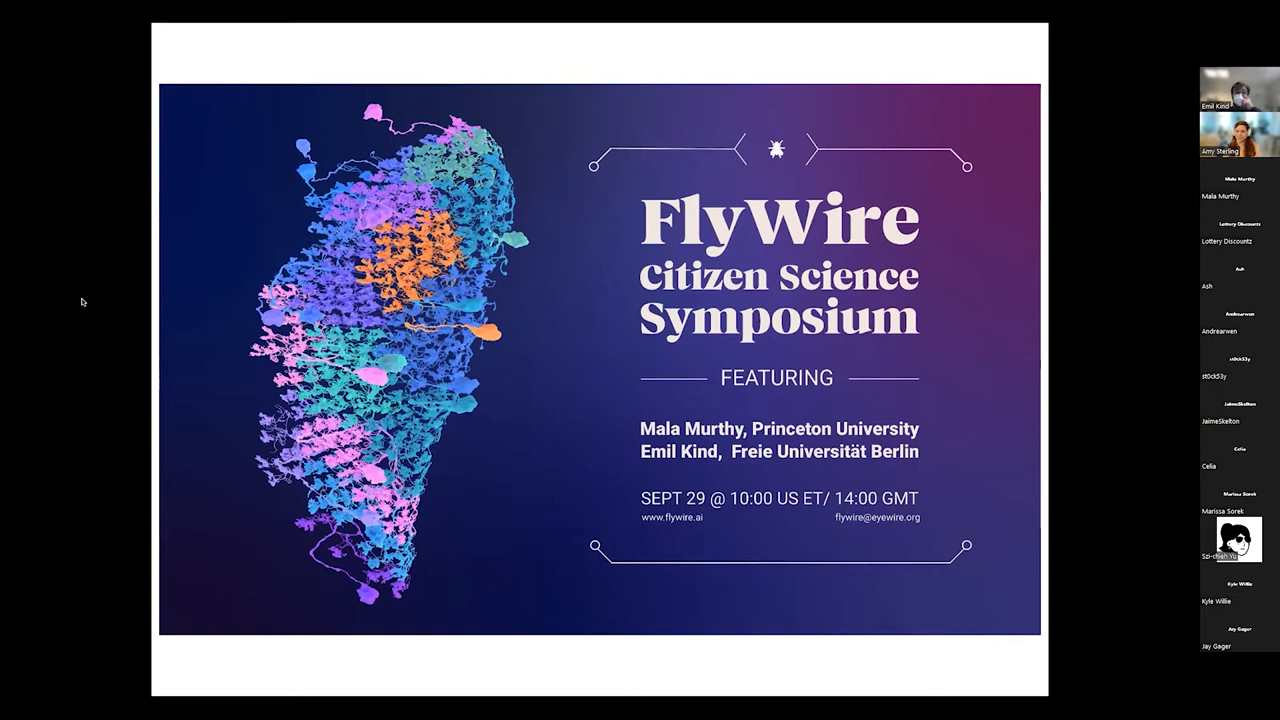 FlyWire
Citizen Science
Symposium
FEATURING
Mala Murthy, Princeton University
Emil Kind, Freie Universität Berlin
SEPT 29 @ 10:00 US ET/ 14:00 GMT
www.flywire.ai
flywire@eyewire.org
Emil Kind
Amy Sterling
Mala Murthy
Mala Murthy
Lottery Discountz
Lottery Discountz
Ash
Ash
Andrearwen
Andrearwen
st0ck53y
st0ck53y
JaimeSkelton
JaimeSkelton
Celia
Celia
Marissa Sorek
Marissa Sorek
Szi-chieh Yu
Kyle Willie
Kyle Willie
Jay Gager
Jay Gager